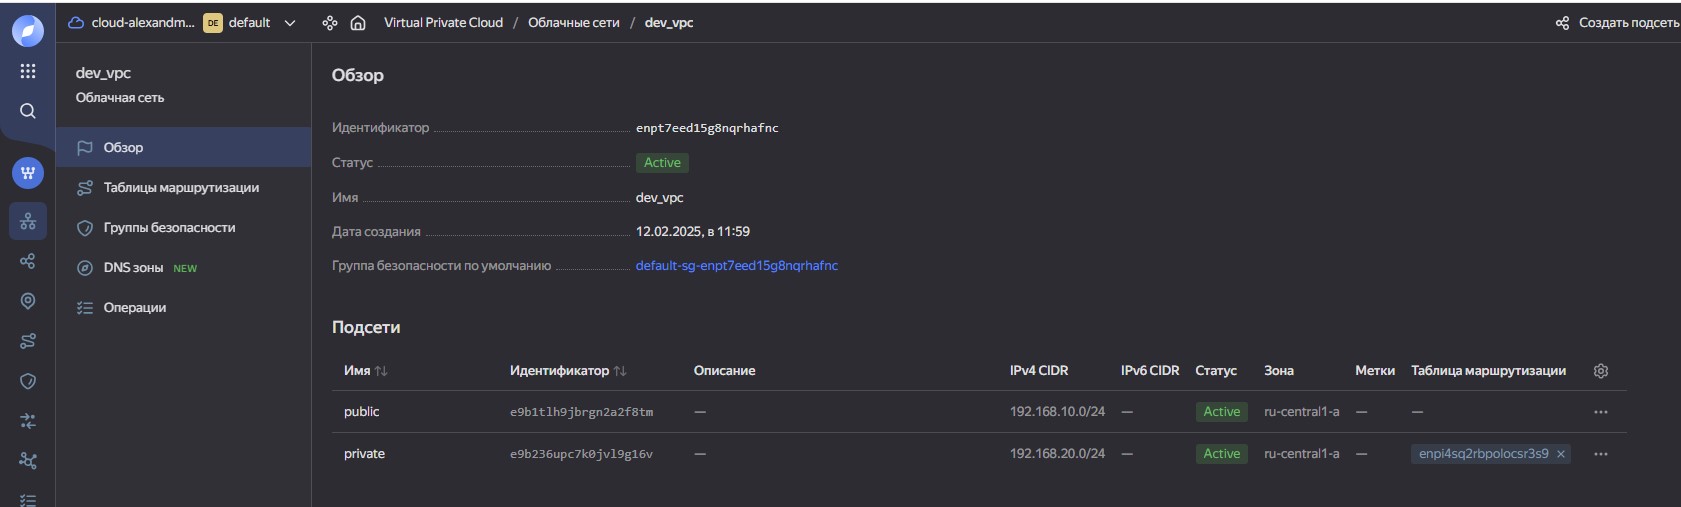 cloud-alexandm... DE default Virtual Private Cloud / Облачные сети / dev_vpc Создать подсеть
dev_vpc
Облачная сеть
Обзор
Таблицы маршрутизации
Группы безопасности
DNS зоны NEW
Операции
Обзор
Идентификатор enpt7eed15g8nqrhafnc
Статус Active
Имя dev_vpc
Дата создания 12.02.2025, в 11:59
Группа безопасности по умолчанию default-sg-enpt7eed15g8nqrhafnc
Подсети
Имя Идентификатор Описание IPv4 CIDR IPv6 CIDR Статус Зона Метки Таблица маршрутизации
public e9b1tlh9jbrgn2a2f8tm — 192.168.10.0/24 — Active ru-central1-a — —
private e9b236upc7k0jvl9g16v — 192.168.20.0/24 — Active ru-central1-a — enpi4sq2rbpolocsr3s9 ×